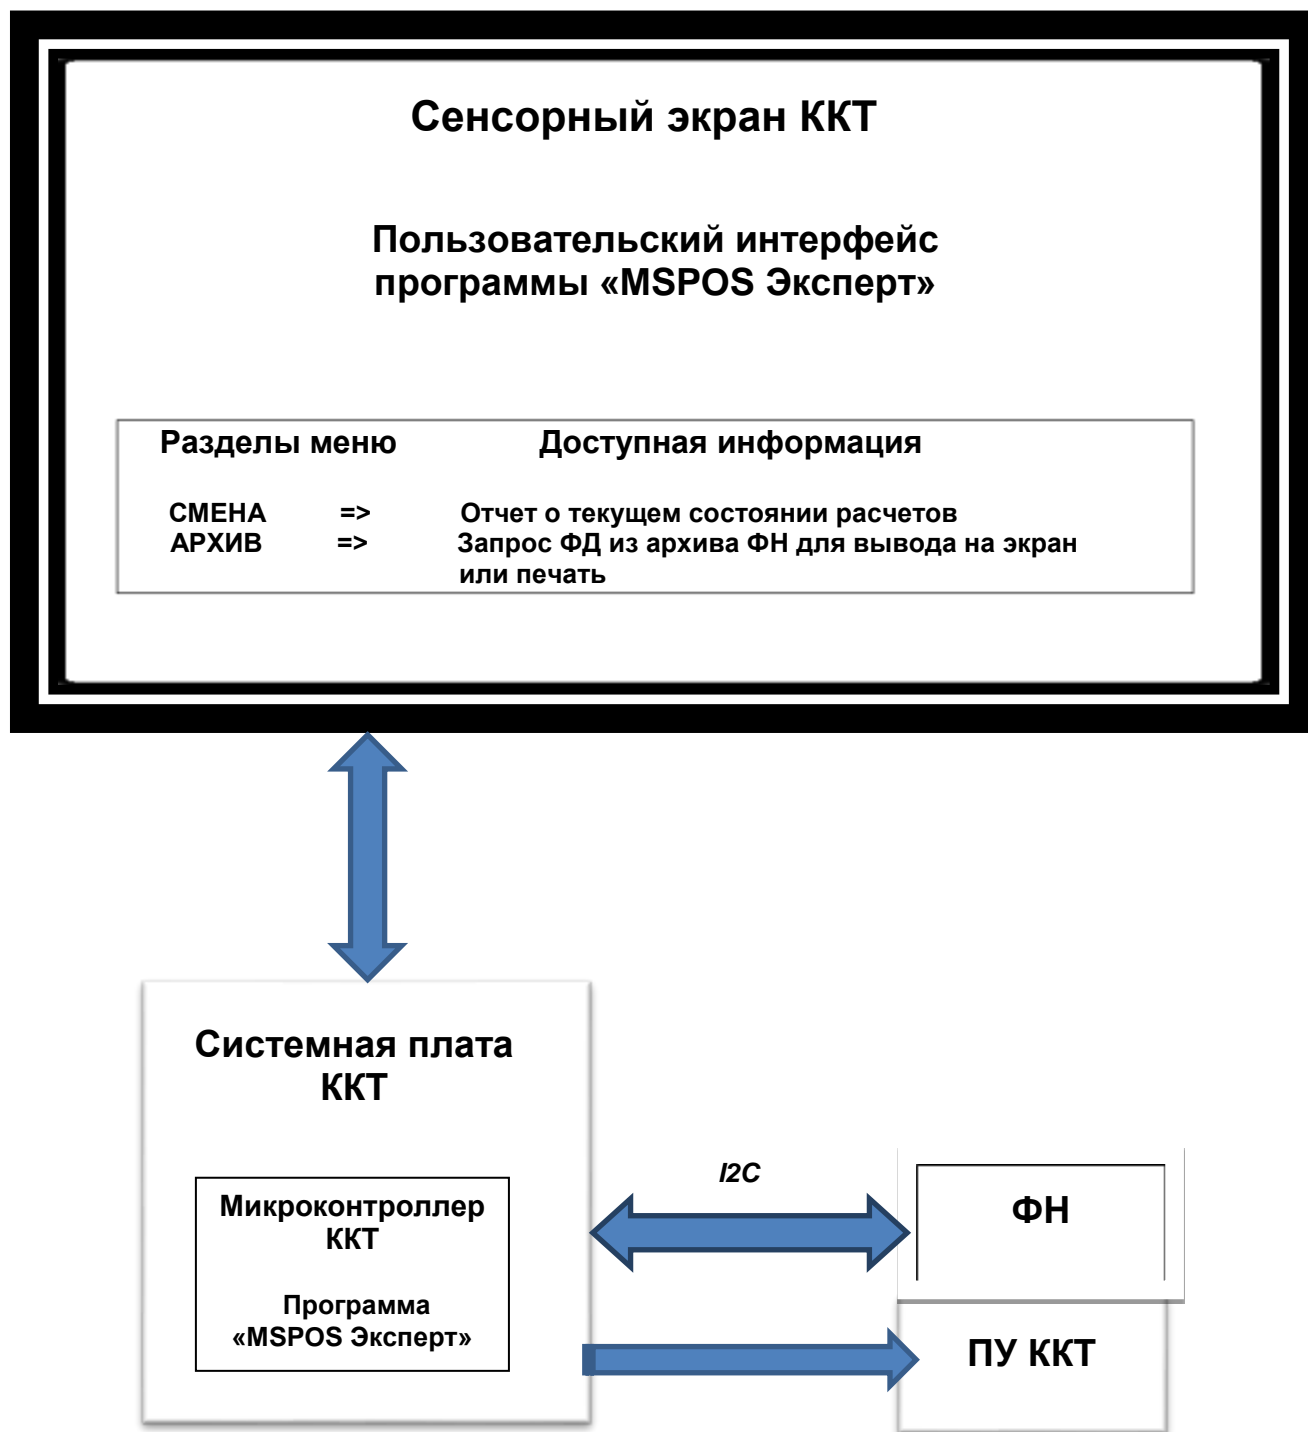 Сенсорный экран ККТ
Пользовательский интерфейс
программы «MSPOS Эксперт»
Разделы меню Доступная информация
СМЕНА => Отчет о текущем состоянии расчетов
АРХИВ => Запрос ФД из архива ФН для вывода на экран
или печать
Системная плата
ККТ
Микроконтроллер
ККТ
Программа
«MSPOS Эксперт»
I2C
ФН
ПУ ККТ